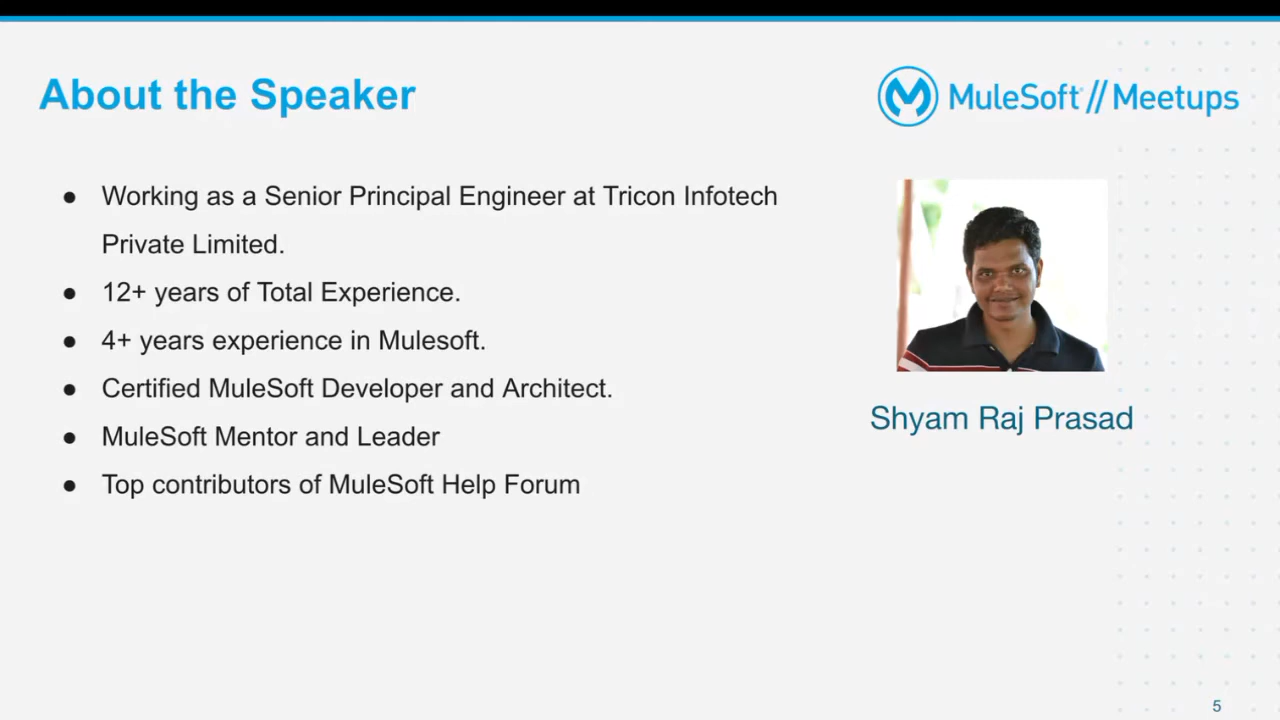 About the Speaker
MuleSoft // Meetups
● Working as a Senior Principal Engineer at Tricon Infotech
Private Limited.
● 12+ years of Total Experience.
● 4+ years experience in Mulesoft.
● Certified MuleSoft Developer and Architect.
● MuleSoft Mentor and Leader
● Top contributors of MuleSoft Help Forum
Shyam Raj Prasad
5